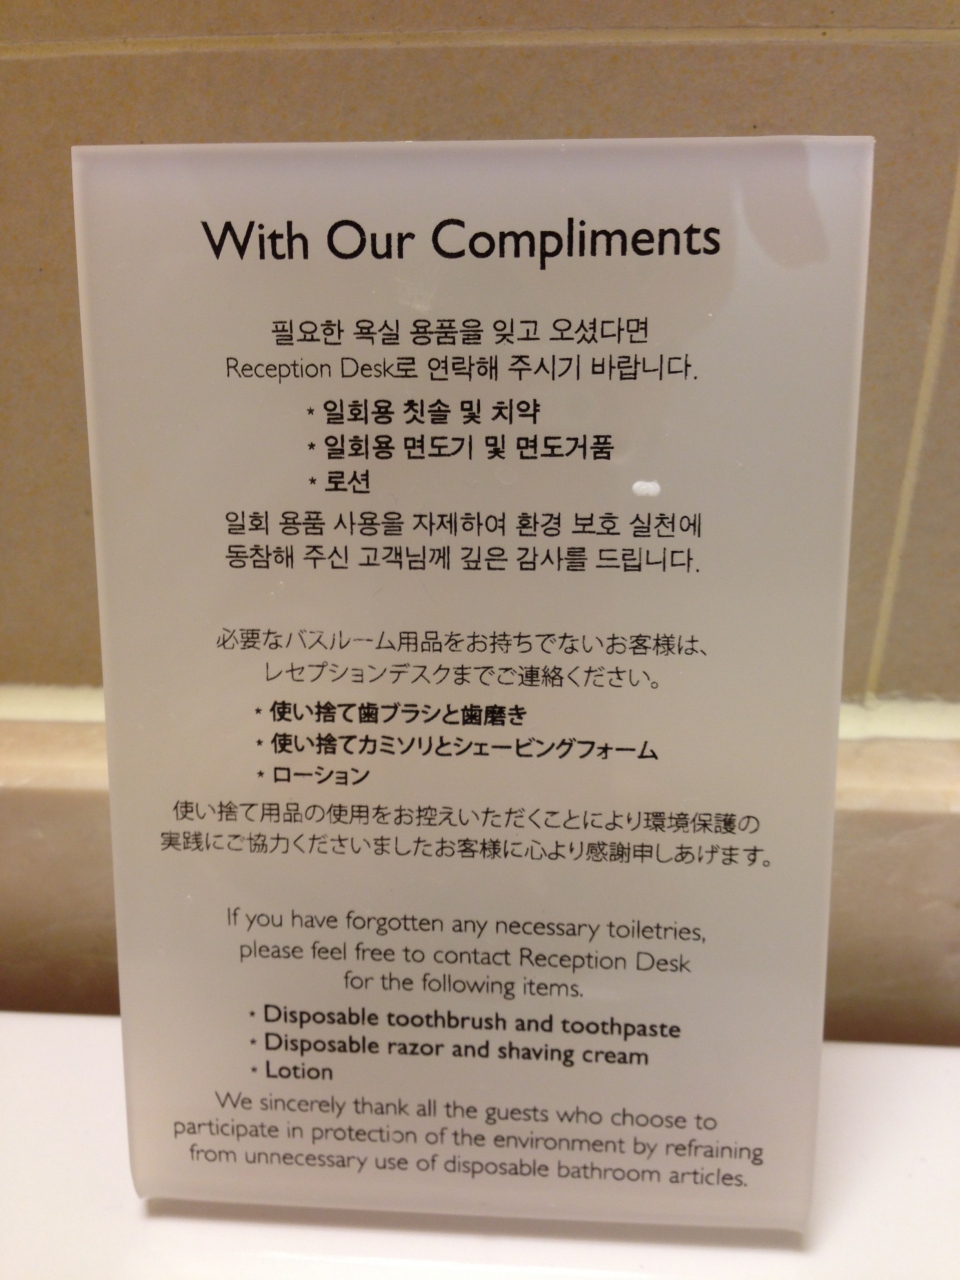 With Our Compliments
필요한 욕실 용품을 잊고 오셨다면
Reception Desk로 연락해 주시기 바랍니다.
* 일회용 칫솔 및 치약
* 일회용 면도기 및 면도거품
* 로션
일회 용품 사용을 자제하여 환경 보호 실천에
동참해 주신 고객님께 깊은 감사를 드립니다.
必要なバスルーム用品をお持ちでないお客様は、
レセプションデスクまでご連絡ください。
* 使い捨て歯ブラシと歯磨き
* 使い捨てカミソリとシェービングフォーム
* ローション
使い捨て用品の使用をお控えいただくことにより環境保護の
実践にご協力くださいましたお客様に心より感謝申しあげます。
If you have forgotten any necessary toiletries,
please feel free to contact Reception Desk
for the following items.
* Disposable toothbrush and toothpaste
* Disposable razor and shaving cream
* Lotion
We sincerely thank all the guests who choose to
participate in protection of the environment by refraining
from unnecessary use of disposable bathroom articles.